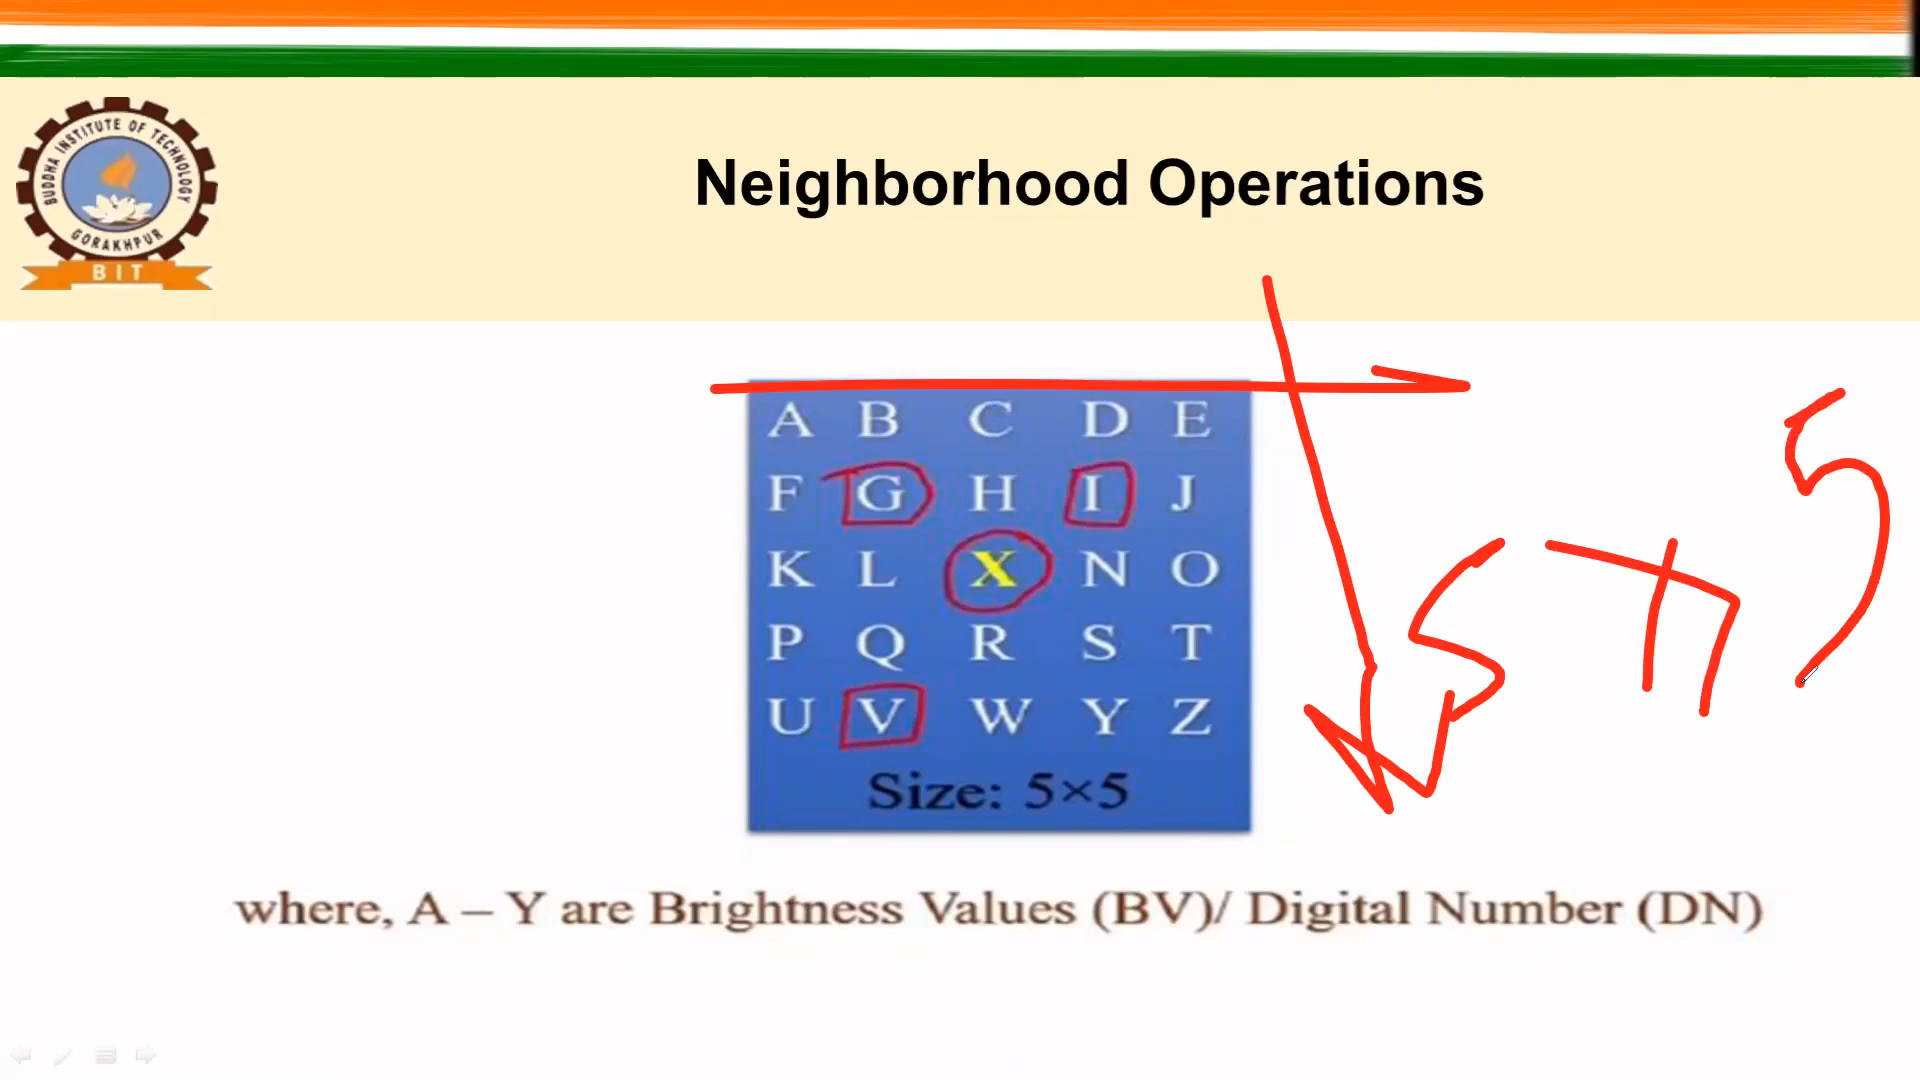 BUDDHA INSTITUTE OF TECHNOLOGY
GORAKHPUR
BIT
Neighborhood Operations
A B C D E
F G H I J
K L X N O
P Q R S T
U V W Y Z
Size: 5×5
5 × 5
where, A – Y are Brightness Values (BV)/ Digital Number (DN)